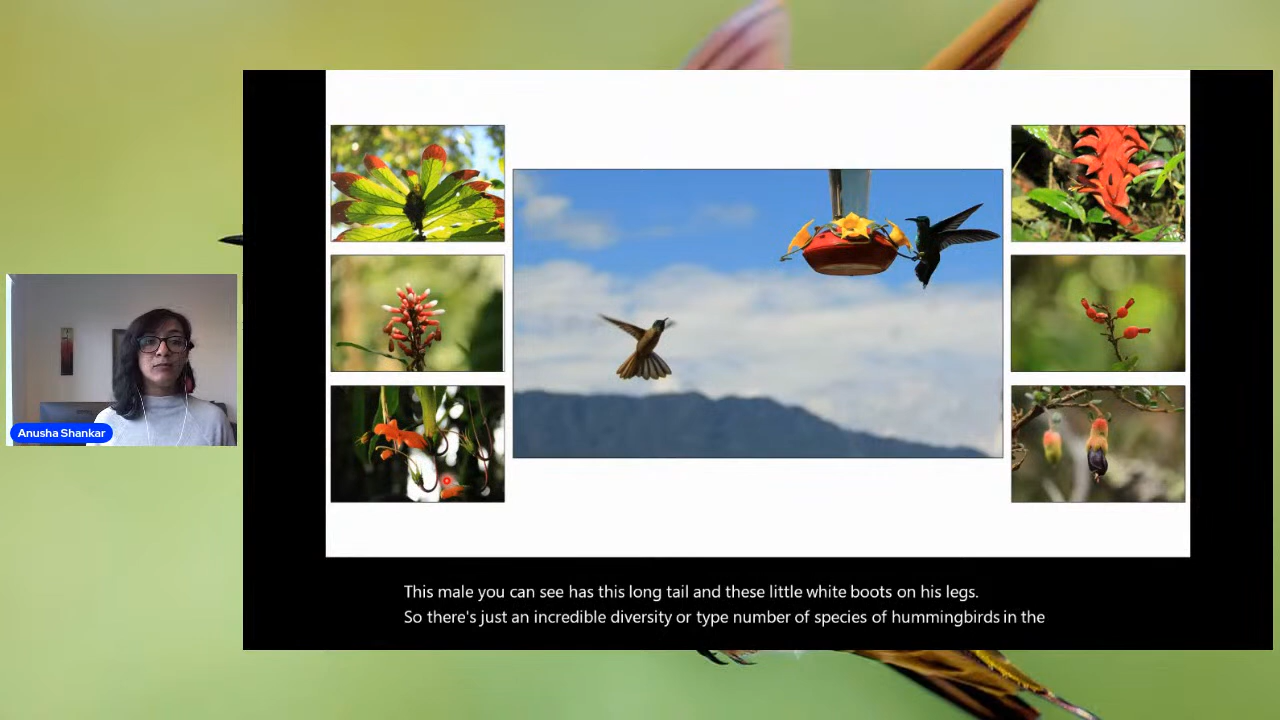 Anusha Shankar
This male you can see has this long tail and these little white boots on his legs.
So there's just an incredible diversity or type number of species of hummingbirds in the